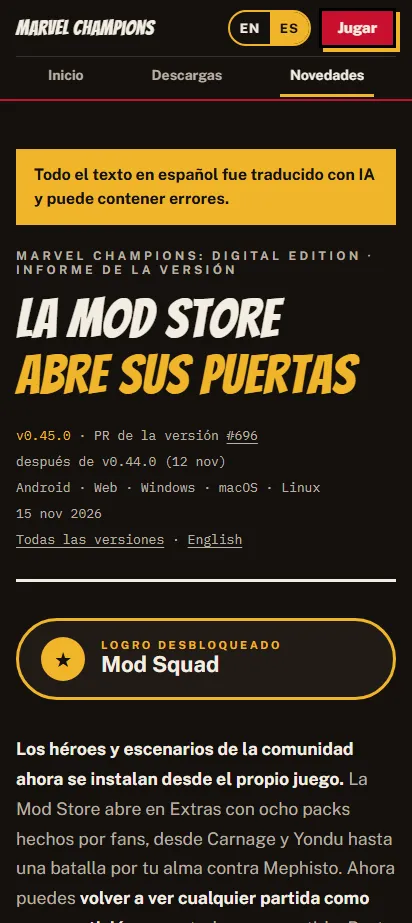 MARVEL CHAMPIONS
EN ES
Jugar
Inicio Descargas Novedades
Todo el texto en español fue traducido con IA
y puede contener errores.
MARVEL CHAMPIONS: DIGITAL EDITION ·
INFORME DE LA VERSIÓN
LA MOD STORE
ABRE SUS PUERTAS
v0.45.0 · PR de la versión #696
después de v0.44.0 (12 nov)
Android · Web · Windows · macOS · Linux
15 nov 2026
Todas las versiones · English
LOGRO DESBLOQUEADO
Mod Squad
Los héroes y escenarios de la comunidad
ahora se instalan desde el propio juego. La
Mod Store abre en Extras con ocho packs
hechos por fans, desde Carnage y Yondu hasta
una batalla por tu alma contra Mephisto. Ahora
puedes volver a ver cualquier partida como